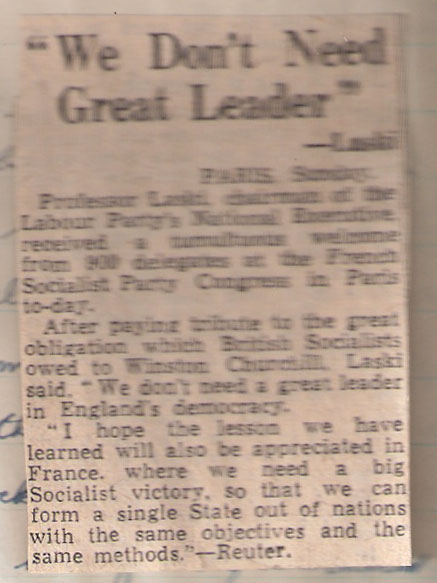 “We Don't Need
Great Leader”
—Laski
PARIS, Sunday.
Professor Laski, chairman of the
Labour Party's National Executive,
received a tumultuous welcome
from 900 delegates at the French
Socialist Party Congress in Paris
to-day.
After paying tribute to the great
obligation which British Socialists
owed to Winston Churchill, Laski
said, “We don't need a great leader
in England's democracy.
“I hope the lesson we have
learned will also be appreciated in
France, where we need a big
Socialist victory, so that we can
form a single State out of nations
with the same objectives and the
same methods.”—Reuter.